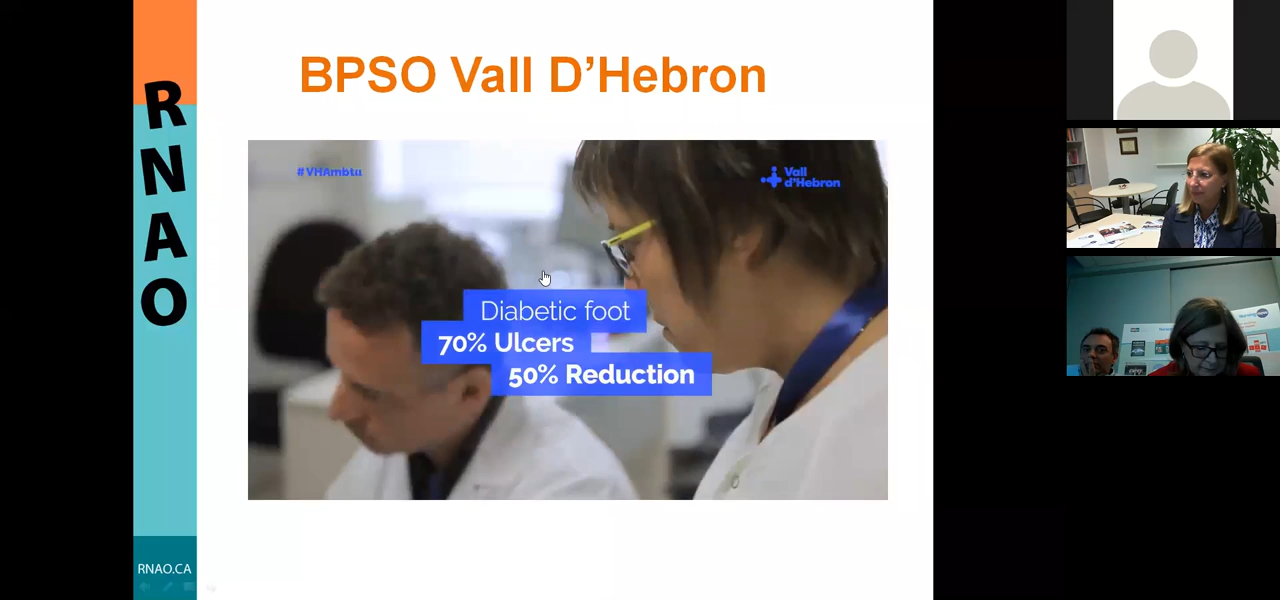 BPSO Vall D’Hebron
RNAO
#VHAmbtu
Vall
d'Hebron
Diabetic foot
70% Ulcers
50% Reduction
RNAO.CA